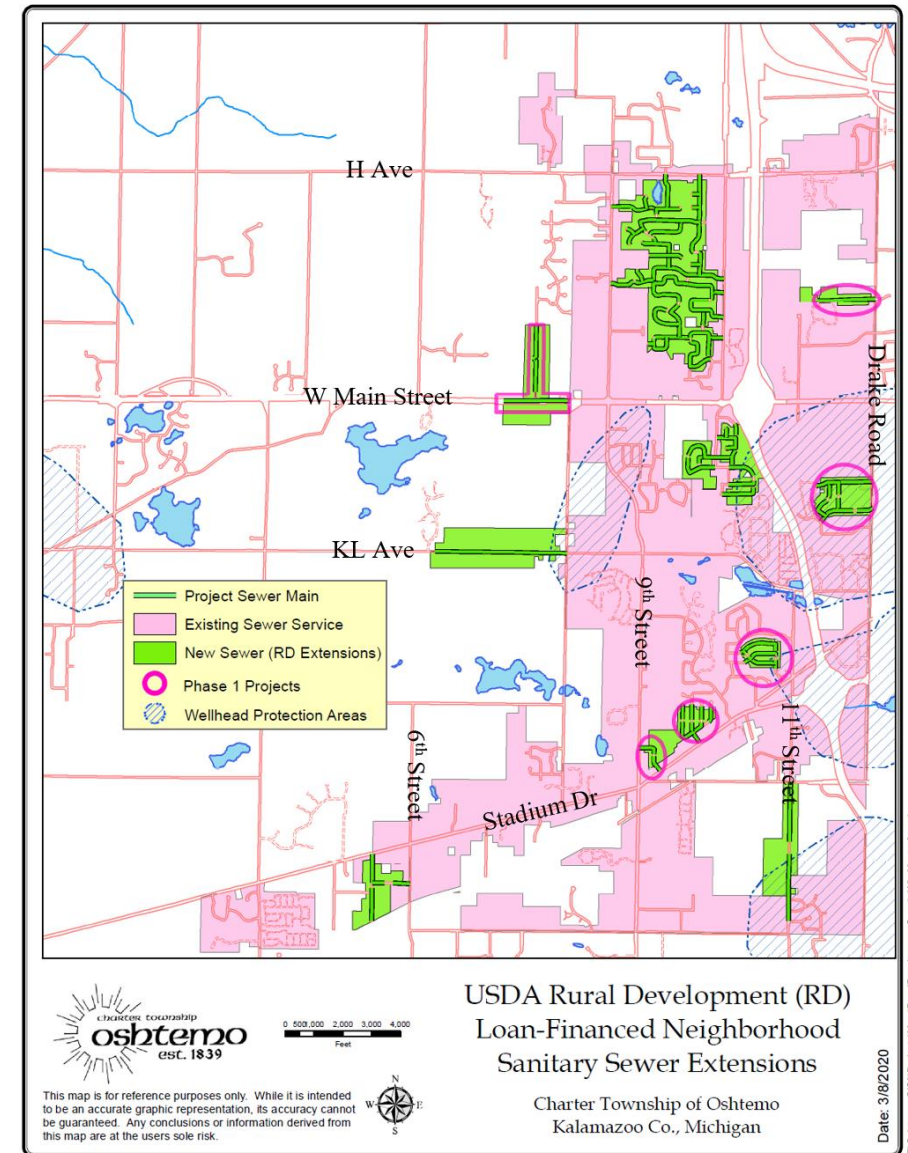 H Ave
W Main Street
Drake Road
KL Ave
9th Street
Project Sewer Main
Existing Sewer Service
New Sewer (RD Extensions)
Phase 1 Projects
Wellhead Protection Areas
6th Street
11th Street
Stadium Dr
charter township
oshtemo
est. 1839
0 500 1,000 2,000 3,000 4,000
Feet
This map is for reference purposes only. While it is intended
to be an accurate graphic representation, its accuracy cannot
be guaranteed. Any conclusions or information derived from
this map are at the users sole risk.
N
W E
S
USDA Rural Development (RD)
Loan-Financed Neighborhood
Sanitary Sewer Extensions
Charter Township of Oshtemo
Kalamazoo Co., Michigan
Date: 3/8/2020